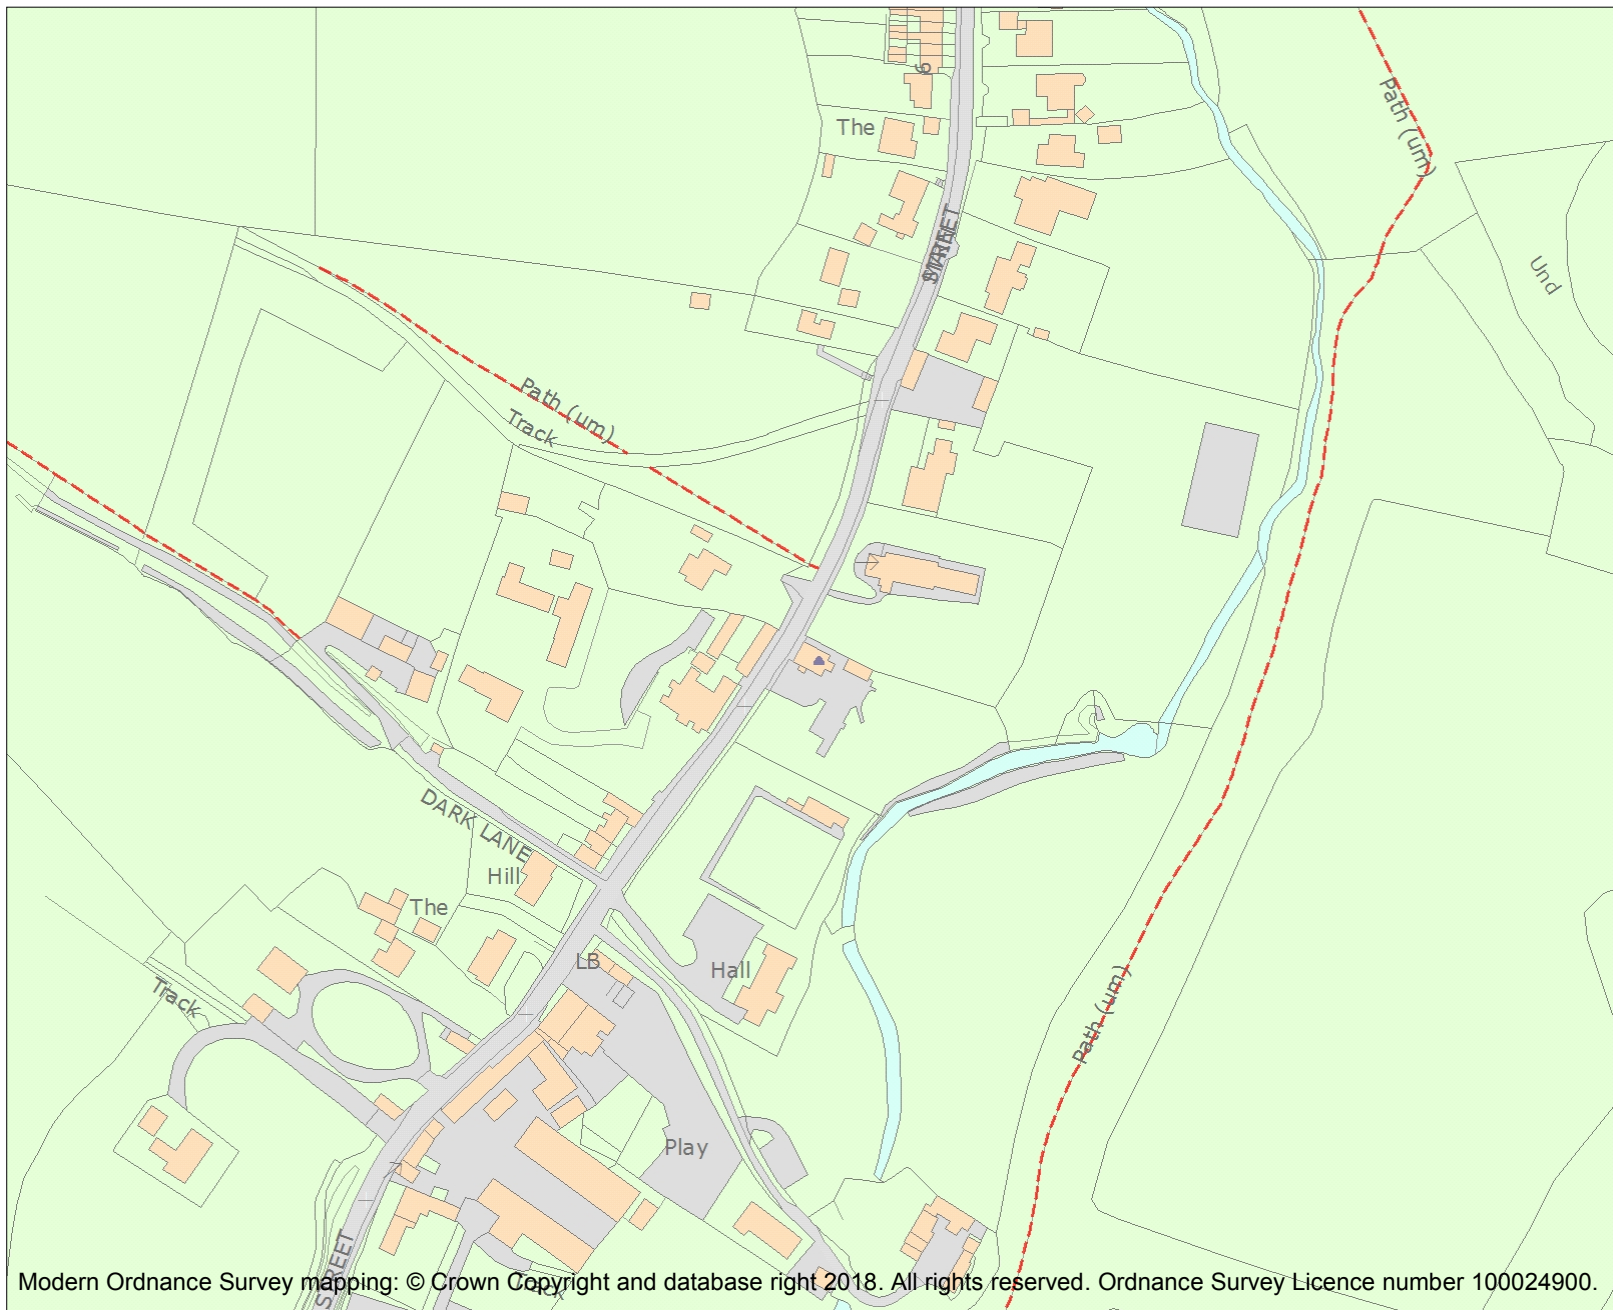 6
Path (um)
The
STREET
Und
Path (um)
Track
DARK LANE
Hill
The
LB
Hall
Track
Path (um)
Play
STREET
Modern Ordnance Survey mapping: © Crown Copyright and database right 2018. All rights reserved. Ordnance Survey Licence number 100024900.